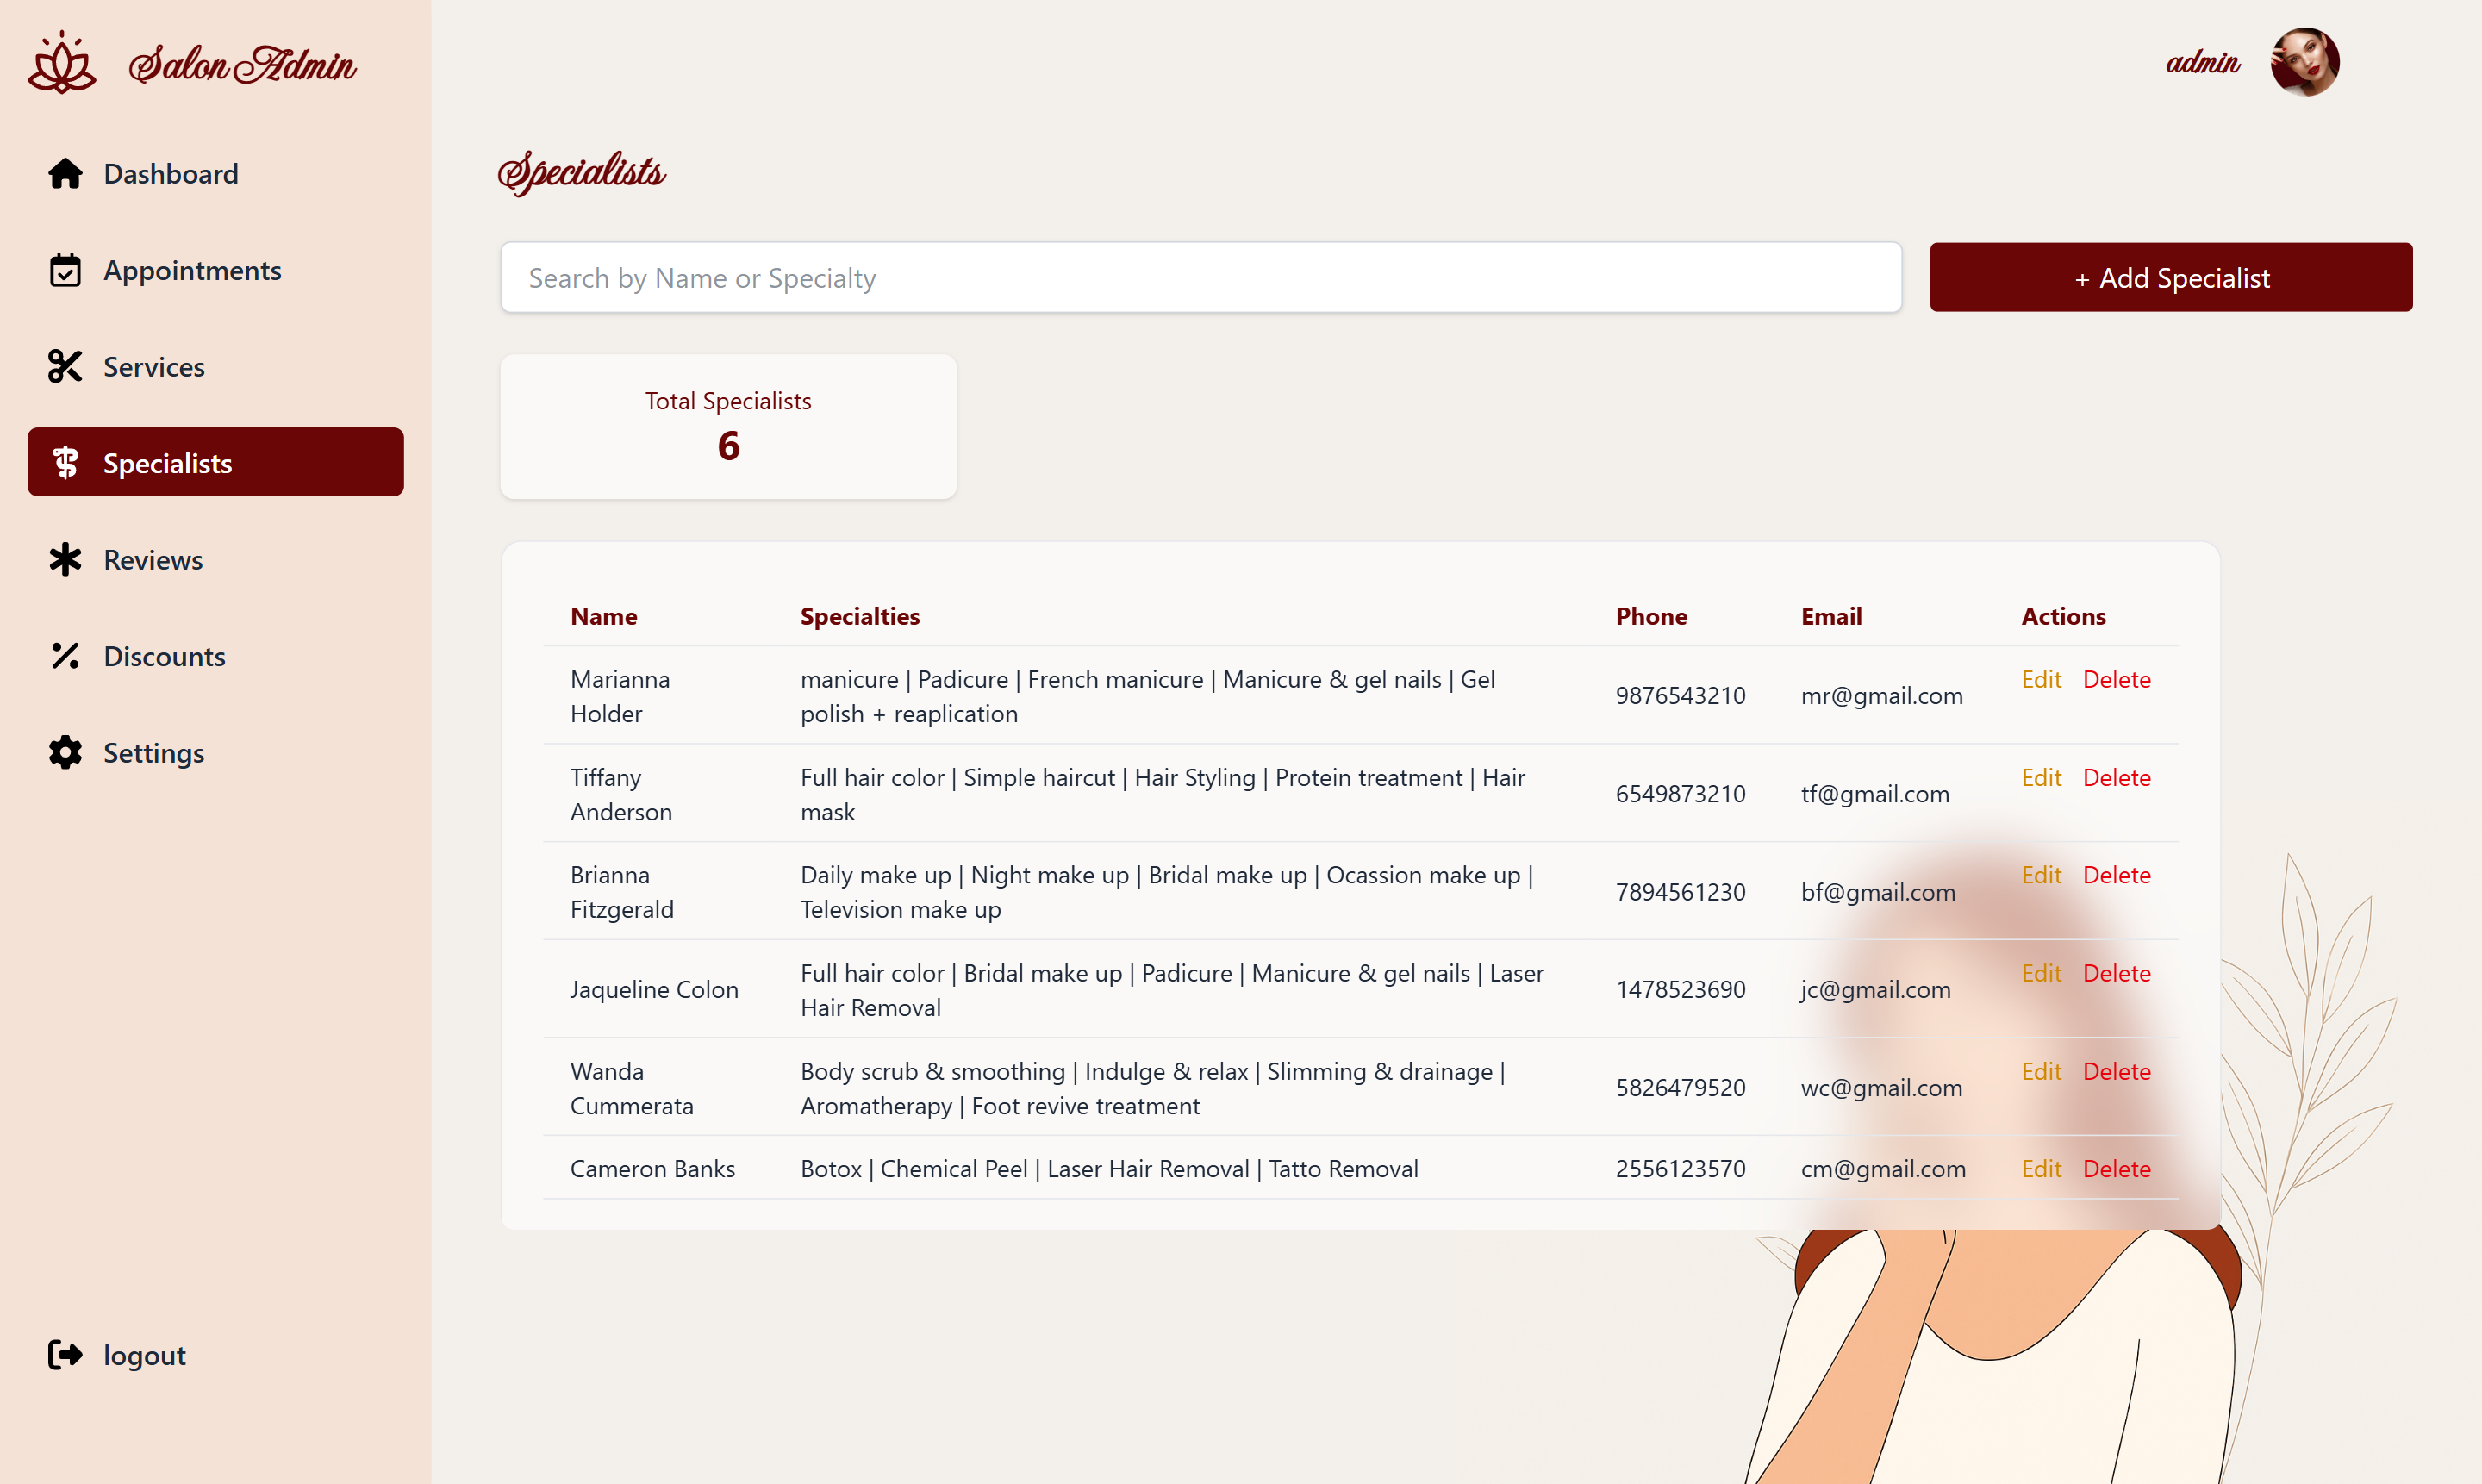 Salon Admin
admin
Dashboard
Appointments
Services
Specialists
Reviews
Discounts
Settings
logout
Specialists
Search by Name or Specialty
+ Add Specialist
Total Specialists
6
Name Specialties Phone Email Actions
Marianna Holder manicure | Padicure | French manicure | Manicure & gel nails | Gel polish + reaplication 9876543210 mr@gmail.com Edit Delete
Tiffany Anderson Full hair color | Simple haircut | Hair Styling | Protein treatment | Hair mask 6549873210 tf@gmail.com Edit Delete
Brianna Fitzgerald Daily make up | Night make up | Bridal make up | Ocassion make up | Television make up 7894561230 bf@gmail.com Edit Delete
Jaqueline Colon Full hair color | Bridal make up | Padicure | Manicure & gel nails | Laser Hair Removal 1478523690 jc@gmail.com Edit Delete
Wanda Cummerata Body scrub & smoothing | Indulge & relax | Slimming & drainage | Aromatherapy | Foot revive treatment 5826479520 wc@gmail.com Edit Delete
Cameron Banks Botox | Chemical Peel | Laser Hair Removal | Tatto Removal 2556123570 cm@gmail.com Edit Delete